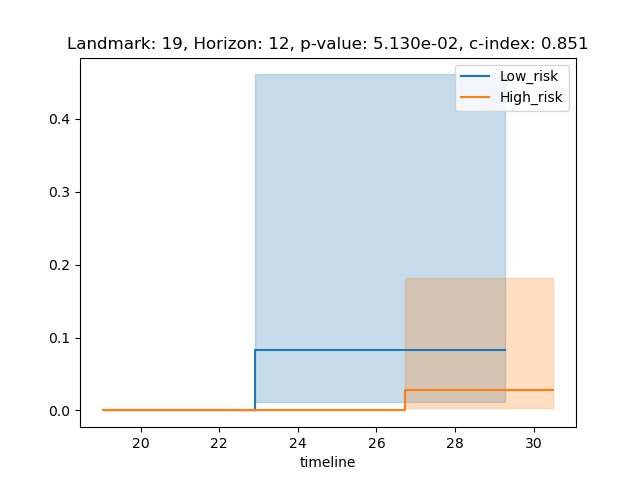 Landmark: 19, Horizon: 12, p-value: 5.130e-02, c-index: 0.851
Low_risk
High_risk
0.4
0.3
0.2
0.1
0.0
20 22 24 26 28 30
timeline